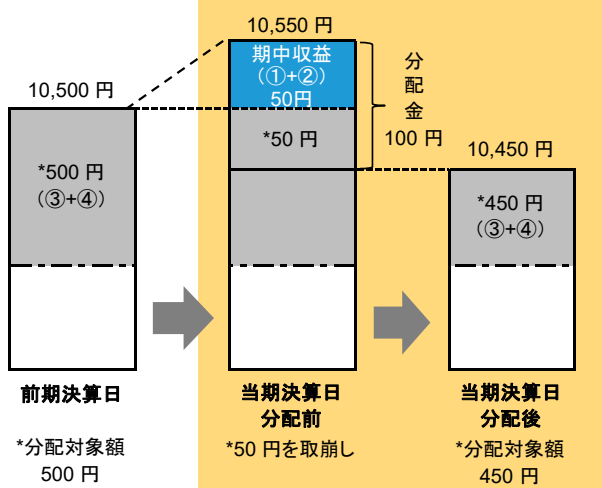 10,500 円
*500 円
(③+④)
前期決算日
*分配対象額
500 円
10,550 円
期中収益
(①+②)
50円
*50 円
分
配
金
100 円
当期決算日
分配前
*50 円を取崩し
10,450 円
*450 円
(③+④)
当期決算日
分配後
*分配対象額
450 円